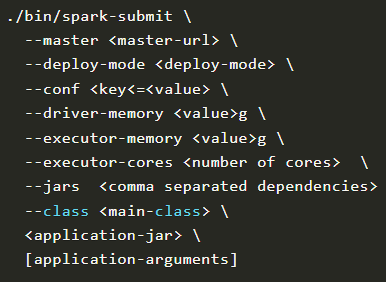 ./bin/spark-submit \
--master <master-url> \
--deploy-mode <deploy-mode> \
--conf <key<=<value> \
--driver-memory <value>g \
--executor-memory <value>g \
--executor-cores <number of cores>  \
--jars  <comma separated dependencies>
--class <main-class> \
<application-jar> \
[application-arguments]